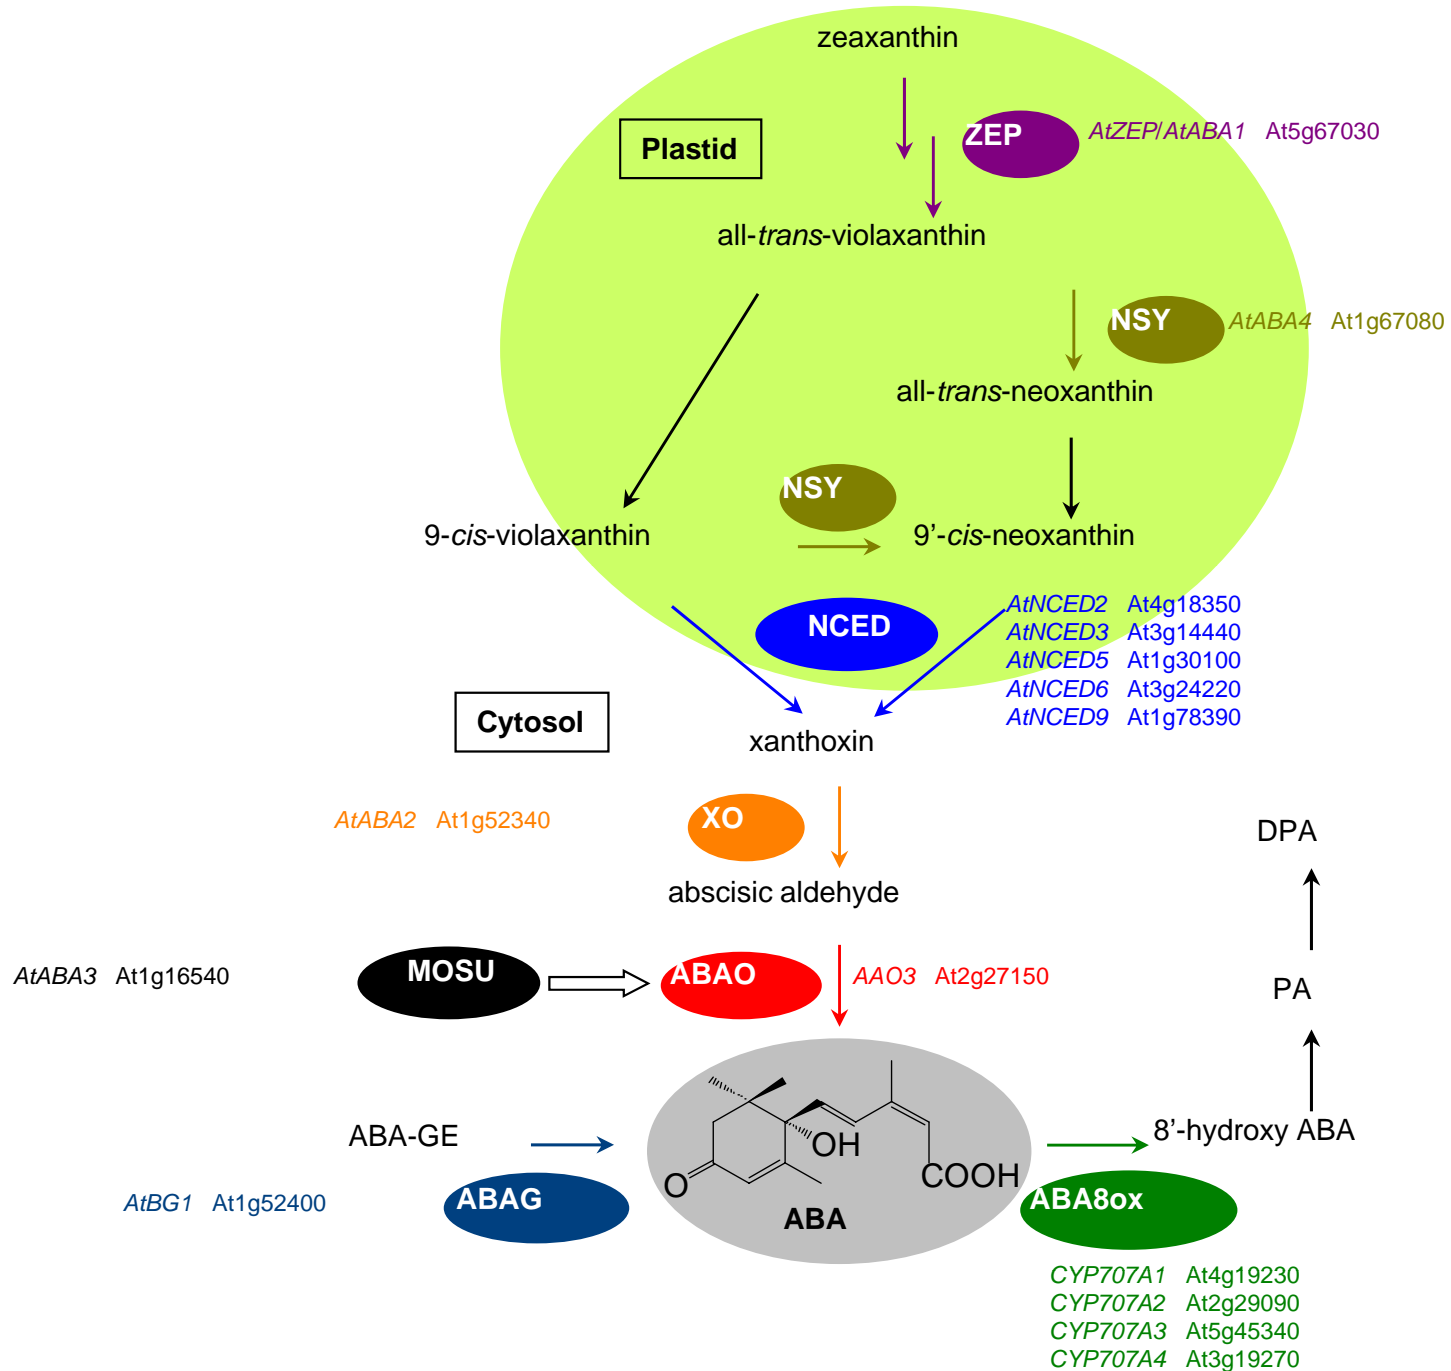 zeaxanthin
ZEP
AtZEP/AtABA1 At5g67030
Plastid
all-trans-violaxanthin
NSY
AtABA4 At1g67080
all-trans-neoxanthin
NSY
9-cis-violaxanthin
9’-cis-neoxanthin
NCED
AtNCED2 At4g18350
AtNCED3 At3g14440
AtNCED5 At1g30100
AtNCED6 At3g24220
AtNCED9 At1g78390
Cytosol
xanthoxin
AtABA2 At1g52340
XO
DPA
abscisic aldehyde
AtABA3 At1g16540
MOSU
ABAO
AAO3 At2g27150
PA
ABA-GE
OH
8’-hydroxy ABA
O
COOH
AtBG1 At1g52400
ABAG
ABA
ABA8ox
CYP707A1 At4g19230
CYP707A2 At2g29090
CYP707A3 At5g45340
CYP707A4 At3g19270